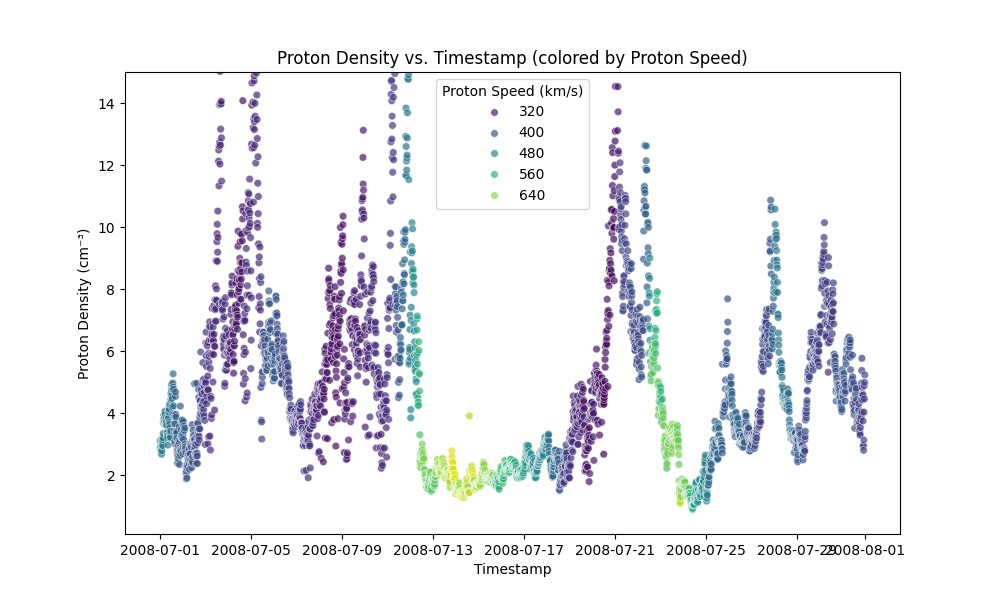 Proton Density vs. Timestamp (colored by Proton Speed)
Proton Density (cm⁻³)
14
12
10
8
6
4
2
Proton Speed (km/s)
320
400
480
560
640
2008-07-01 2008-07-05 2008-07-09 2008-07-13 2008-07-17 2008-07-21 2008-07-25 2008-07-29 2008-08-01
Timestamp